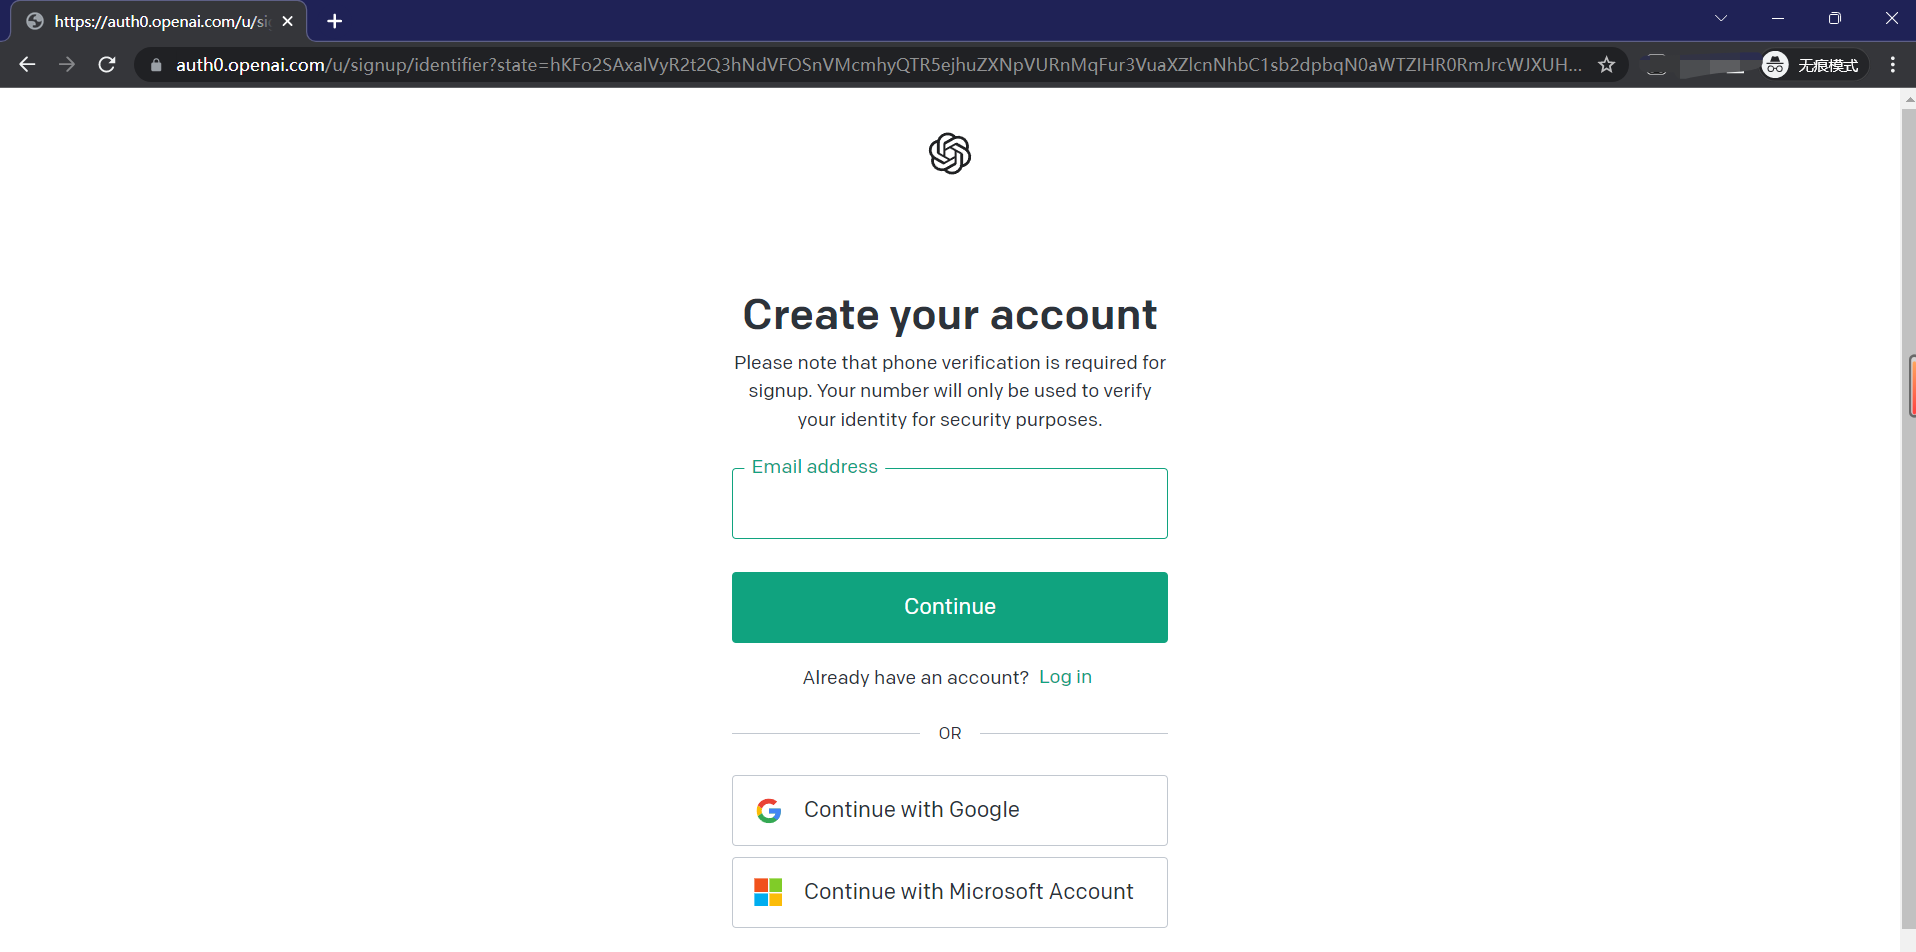 https://auth0.openai.com/u/si
auth0.openai.com/u/signup/identifier?state=hKFo2SAxalVyR2t2Q3hNdVFOSnVMcmhyQTR5ejhuZXNpVURnMqFur3VuaXZlcnNhbC1sb2dpbqN0aWTZIHR0RmJrcWJXUH...
无痕模式
Create your account
Please note that phone verification is required for
signup. Your number will only be used to verify
your identity for security purposes.
Email address
Continue
Already have an account? Log in
OR
Continue with Google
Continue with Microsoft Account